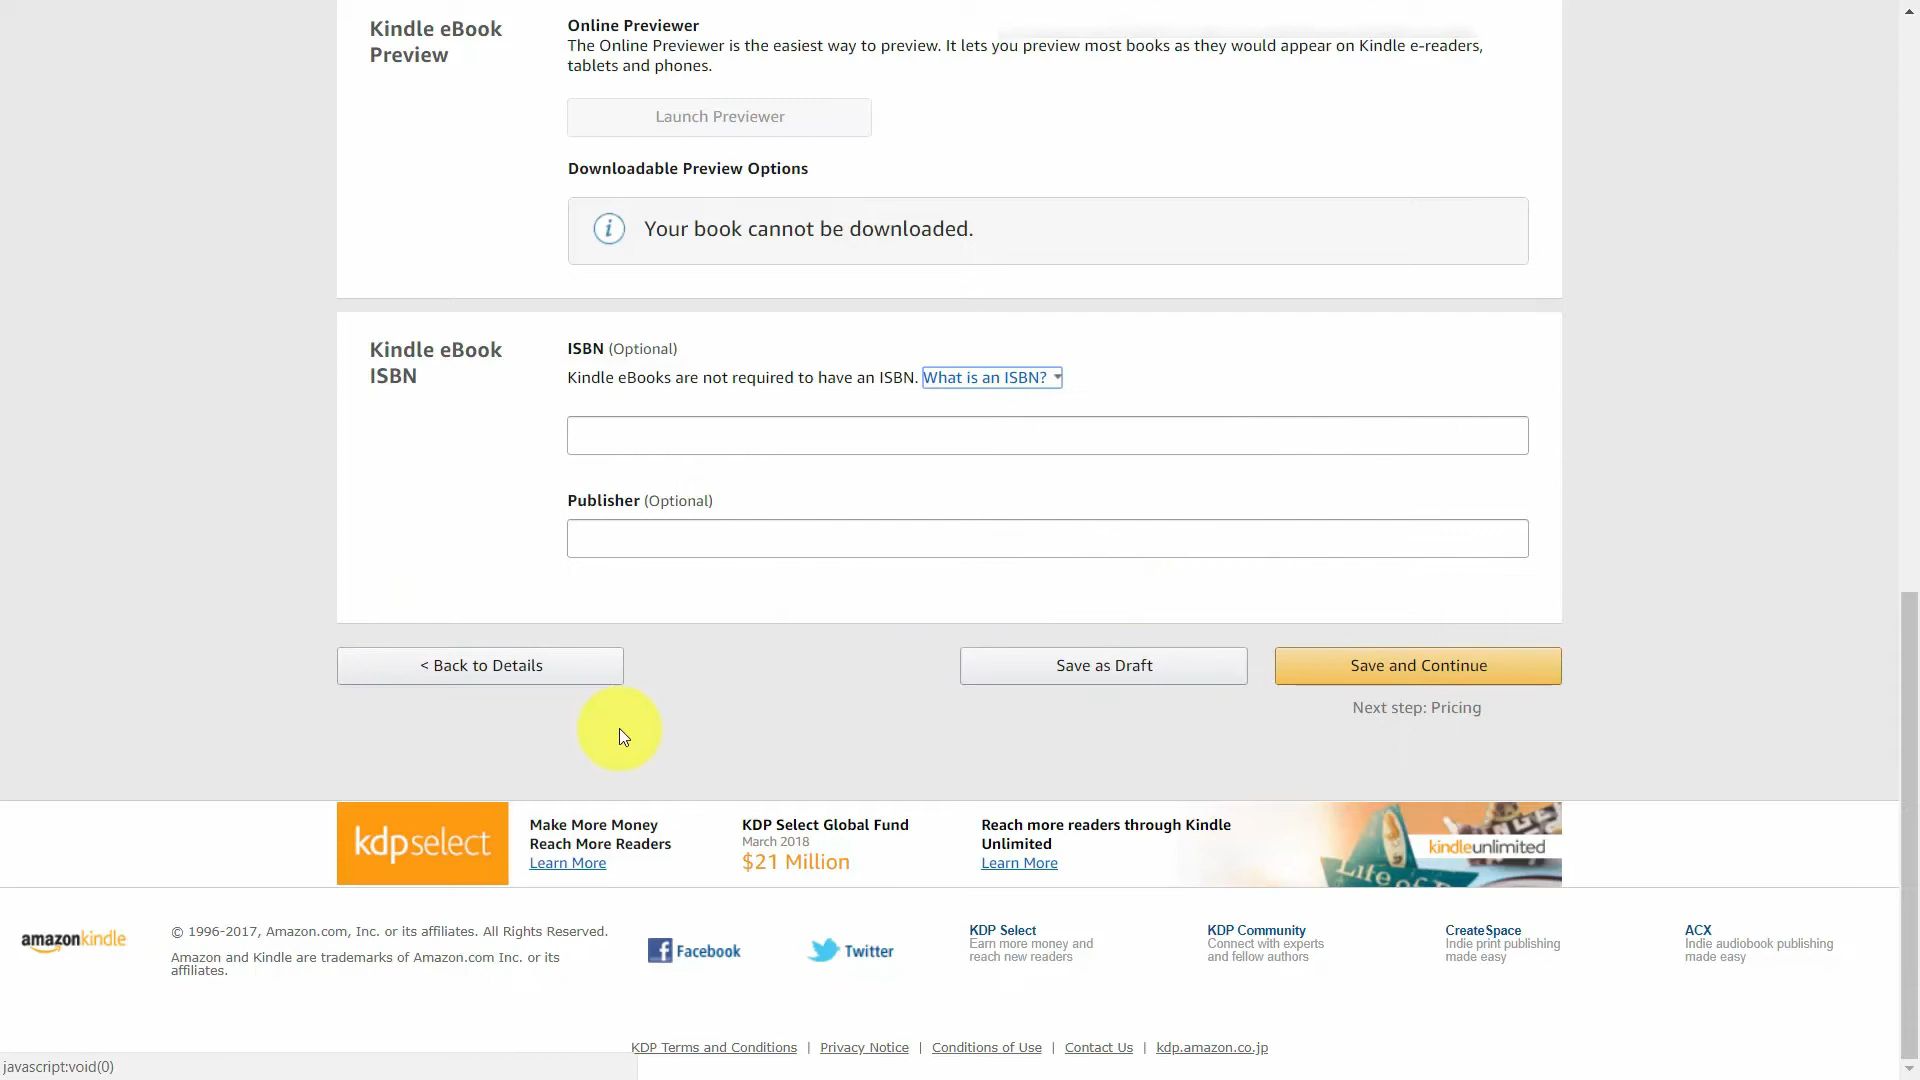 Kindle eBook
Preview
Online Previewer
The Online Previewer is the easiest way to preview. It lets you preview most books as they would appear on Kindle e-readers,
tablets and phones.
Launch Previewer
Downloadable Preview Options
i
Your book cannot be downloaded.
Kindle eBook
ISBN
ISBN (Optional)
Kindle eBooks are not required to have an ISBN. What is an ISBN?
Publisher (Optional)
< Back to Details
Save as Draft
Save and Continue
Next step: Pricing
kdpselect
Make More Money
Reach More Readers
Learn More
KDP Select Global Fund
March 2018
$21 Million
Reach more readers through Kindle
Unlimited
Learn More
Life of
kindleunlimited
amazonkindle
© 1996-2017, Amazon.com, Inc. or its affiliates. All Rights Reserved.
Amazon and Kindle are trademarks of Amazon.com Inc. or its
affiliates.
Facebook
Twitter
KDP Select
Earn more money and
reach new readers
KDP Community
Connect with experts
and fellow authors
CreateSpace
Indie print publishing
made easy
ACX
Indie audiobook publishing
made easy
KDP Terms and Conditions | Privacy Notice | Conditions of Use | Contact Us | kdp.amazon.co.jp
javascript:void(0)